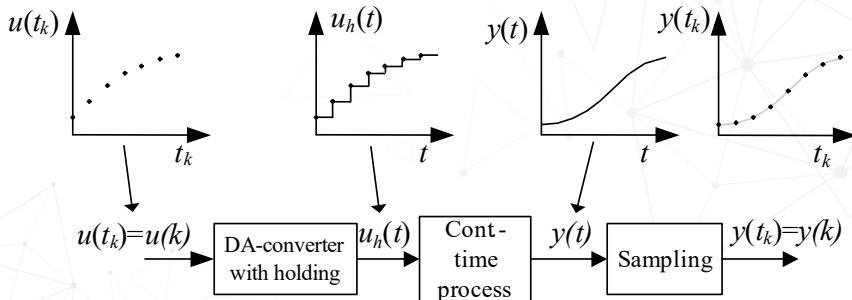 u(t_k)
u_h(t)
y(t)
y(t_k)
t_k
t
t
t_k
u(t_k)=u(k)
DA-converter
with holding
u_h(t)
Cont-
time
process
y(t)
Sampling
y(t_k)=y(k)